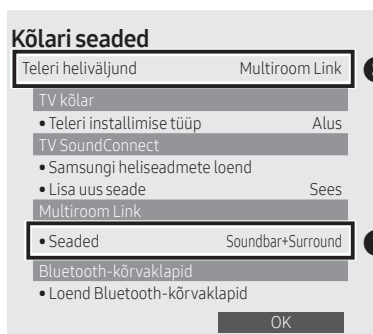 Kõlari seaded
Teleri heliväljund Multiroom Link
TV kõlar
• Teleri installimise tüüp Alus
TV SoundConnect
• Samsungi heliseadmete loend
• Lisa uus seade Sees
Multiroom Link
• Seaded Soundbar+Surround
Bluetooth-kõrvaklapid
• Loend Bluetooth-kõrvaklapid
OK